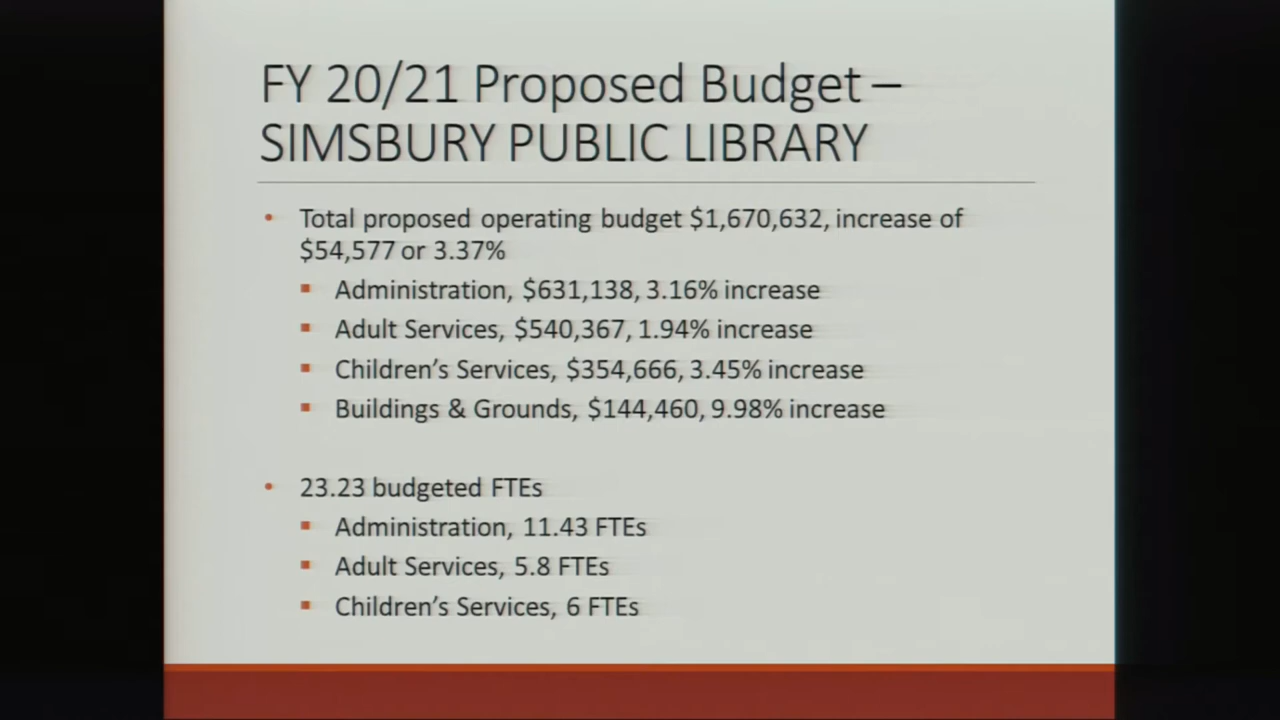 FY 20/21 Proposed Budget –
SIMSBURY PUBLIC LIBRARY
• Total proposed operating budget $1,670,632, increase of
$54,577 or 3.37%
▪ Administration, $631,138, 3.16% increase
▪ Adult Services, $540,367, 1.94% increase
▪ Children’s Services, $354,666, 3.45% increase
▪ Buildings & Grounds, $144,460, 9.98% increase
• 23.23 budgeted FTEs
▪ Administration, 11.43 FTEs
▪ Adult Services, 5.8 FTEs
▪ Children’s Services, 6 FTEs